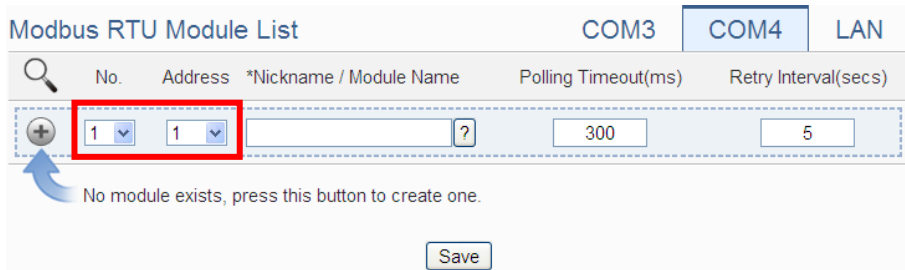 Modbus RTU Module List COM3 COM4 LAN
No. Address *Nickname / Module Name Polling Timeout(ms) Retry Interval(secs)
1 1 ? 300 5
No module exists, press this button to create one.
Save